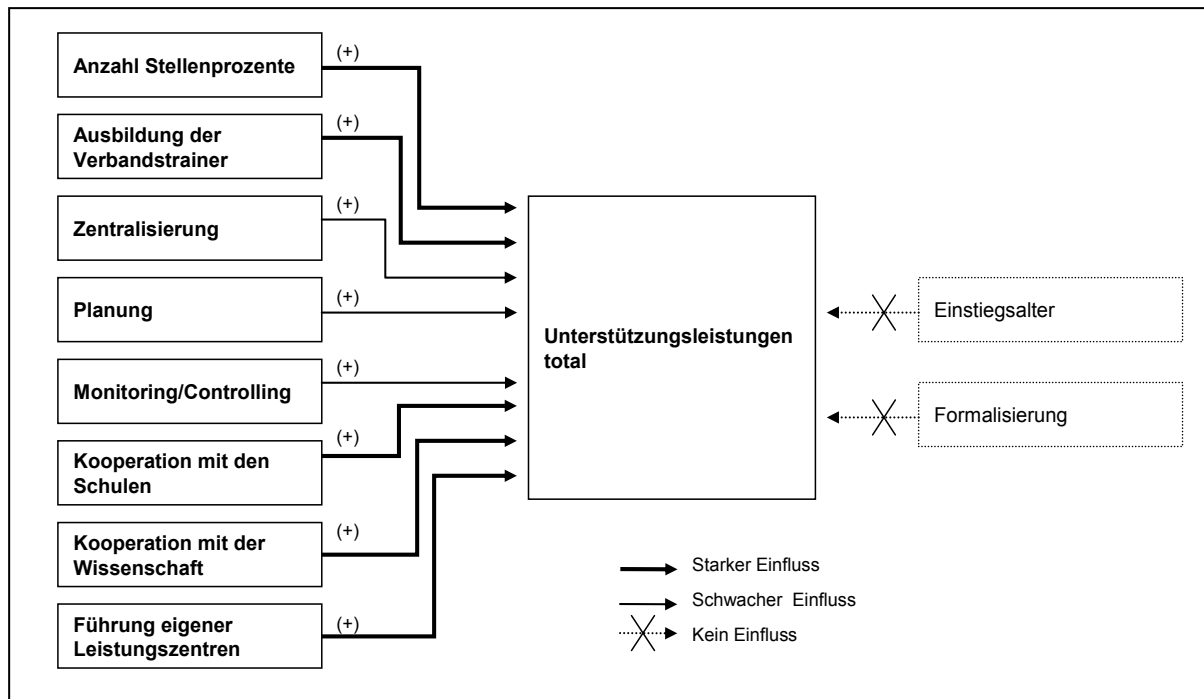 Anzahl Stellenprozente
(+)
Ausbildung der
Verbandstrainer
(+)
Zentralisierung
(+)
Planung
(+)
Monitoring/Controlling
(+)
Kooperation mit den
Schulen
(+)
Kooperation mit der
Wissenschaft
(+)
Führung eigener
Leistungszentren
(+)
Unterstützungsleistungen
total
Einstiegsalter
Formalisierung
Starker Einfluss
Schwacher Einfluss
Kein Einfluss